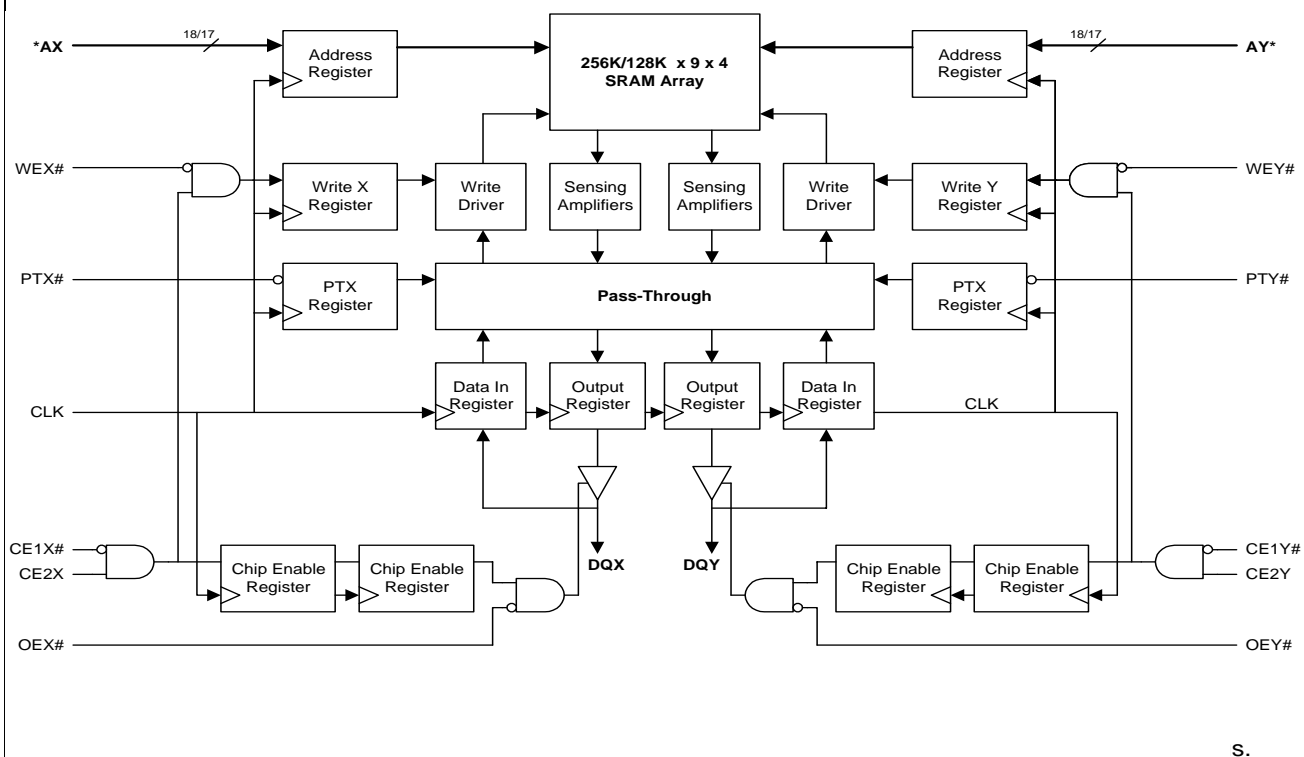 *AX
18/17
Address
Register
256K/128K x 9 x 4
SRAM Array
Address
Register
18/17
AY*
WEX#
Write X
Register
Write
Driver
Sensing
Amplifiers
Sensing
Amplifiers
Write
Driver
Write Y
Register
WEY#
PTX#
PTX
Register
Pass-Through
PTX
Register
PTY#
CLK
Data In
Register
Output
Register
Output
Register
Data In
Register
CLK
CE1X#
CE2X
Chip Enable
Register
Chip Enable
Register
DQX
DQY
Chip Enable
Register
Chip Enable
Register
CE1Y#
CE2Y
OEX#
OEY#
s.